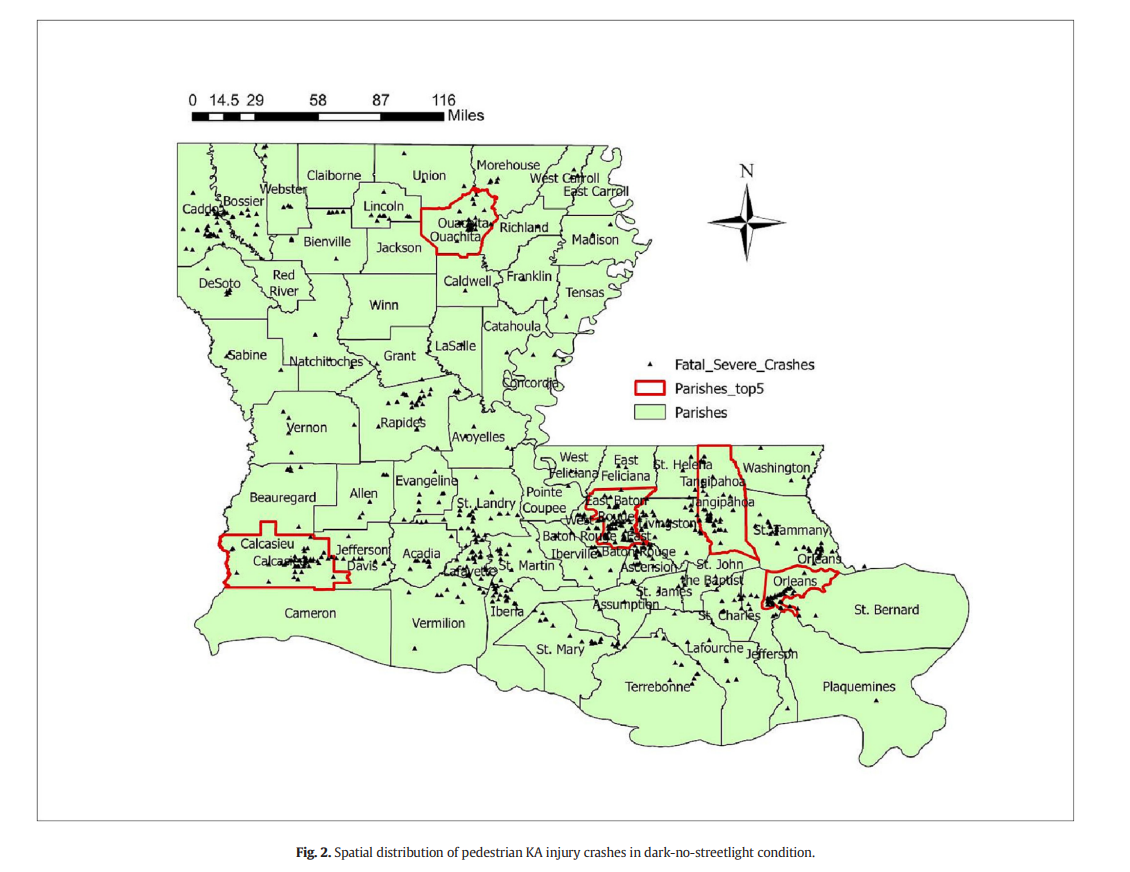 0 14.5 29 58 87 116
Miles
N
Morehouse
Claiborne
Union
West Carroll
Webster
East Carroll
Bossier
Lincoln
Caddo
Ouachita
Richland
Ouachita
Bienville
Jackson
Madison
DeSoto
Red
River
Caldwell
Franklin
Tensas
Winn
Catahoula
LaSalle
Sabine
Natchitoches
Grant
Concordia
Fatal_Severe_Crashes
Parishes_top5
Parishes
Vernon
Rapides
Avoyelles
West
Feliciana
East
Feliciana
St. Helena
Washington
Tangipahoa
Evangeline
Beauregard
Allen
Pointe
Coupee
St. Landry
East Baton
Rouge
Tangipahoa
West
Baton Rouge
Livingston
St. Tammany
East
Baton Rouge
Calcasieu
Calcasieu
Jefferson
Davis
Acadia
Lafayette
St. Martin
Iberville
Ascension
St. John
the Baptist
Orleans
Orleans
St. James
Assumption
St. Charles
St. Bernard
Cameron
Vermilion
Iberia
St. Mary
Lafourche
Jefferson
Terrebonne
Plaquemines
Fig. 2. Spatial distribution of pedestrian KA injury crashes in dark-no-streetlight condition.